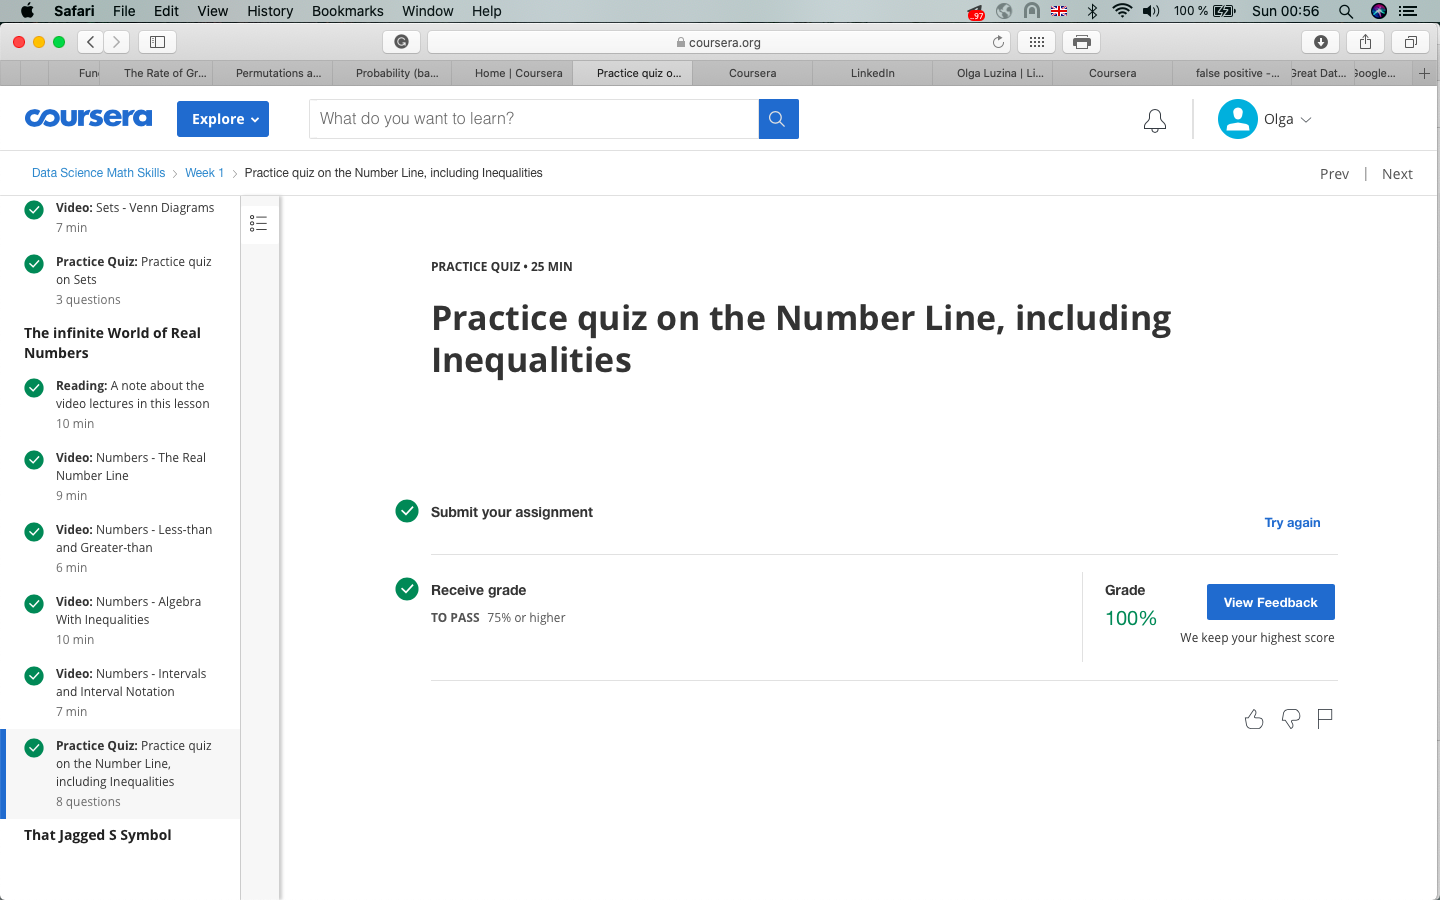 Safari File Edit View History Bookmarks Window Help 97 100 % Sun 00:56
coursera.org
Fun The Rate of Gr... Permutations a... Probability (ba... Home | Coursera Practice quiz o... Coursera LinkedIn Olga Luzina | Li... Coursera false positive -... Great Dat... Google...
coursera Explore What do you want to learn? Olga
Data Science Math Skills > Week 1 > Practice quiz on the Number Line, including Inequalities Prev | Next
Video: Sets - Venn Diagrams
7 min
Practice Quiz: Practice quiz
on Sets
3 questions
The infinite World of Real
Numbers
Reading: A note about the
video lectures in this lesson
10 min
Video: Numbers - The Real
Number Line
9 min
Video: Numbers - Less-than
and Greater-than
6 min
Video: Numbers - Algebra
With Inequalities
10 min
Video: Numbers - Intervals
and Interval Notation
7 min
Practice Quiz: Practice quiz
on the Number Line,
including Inequalities
8 questions
That Jagged S Symbol
PRACTICE QUIZ • 25 MIN
Practice quiz on the Number Line, including
Inequalities
Submit your assignment
Try again
Receive grade
TO PASS 75% or higher
Grade
100%
View Feedback
We keep your highest score